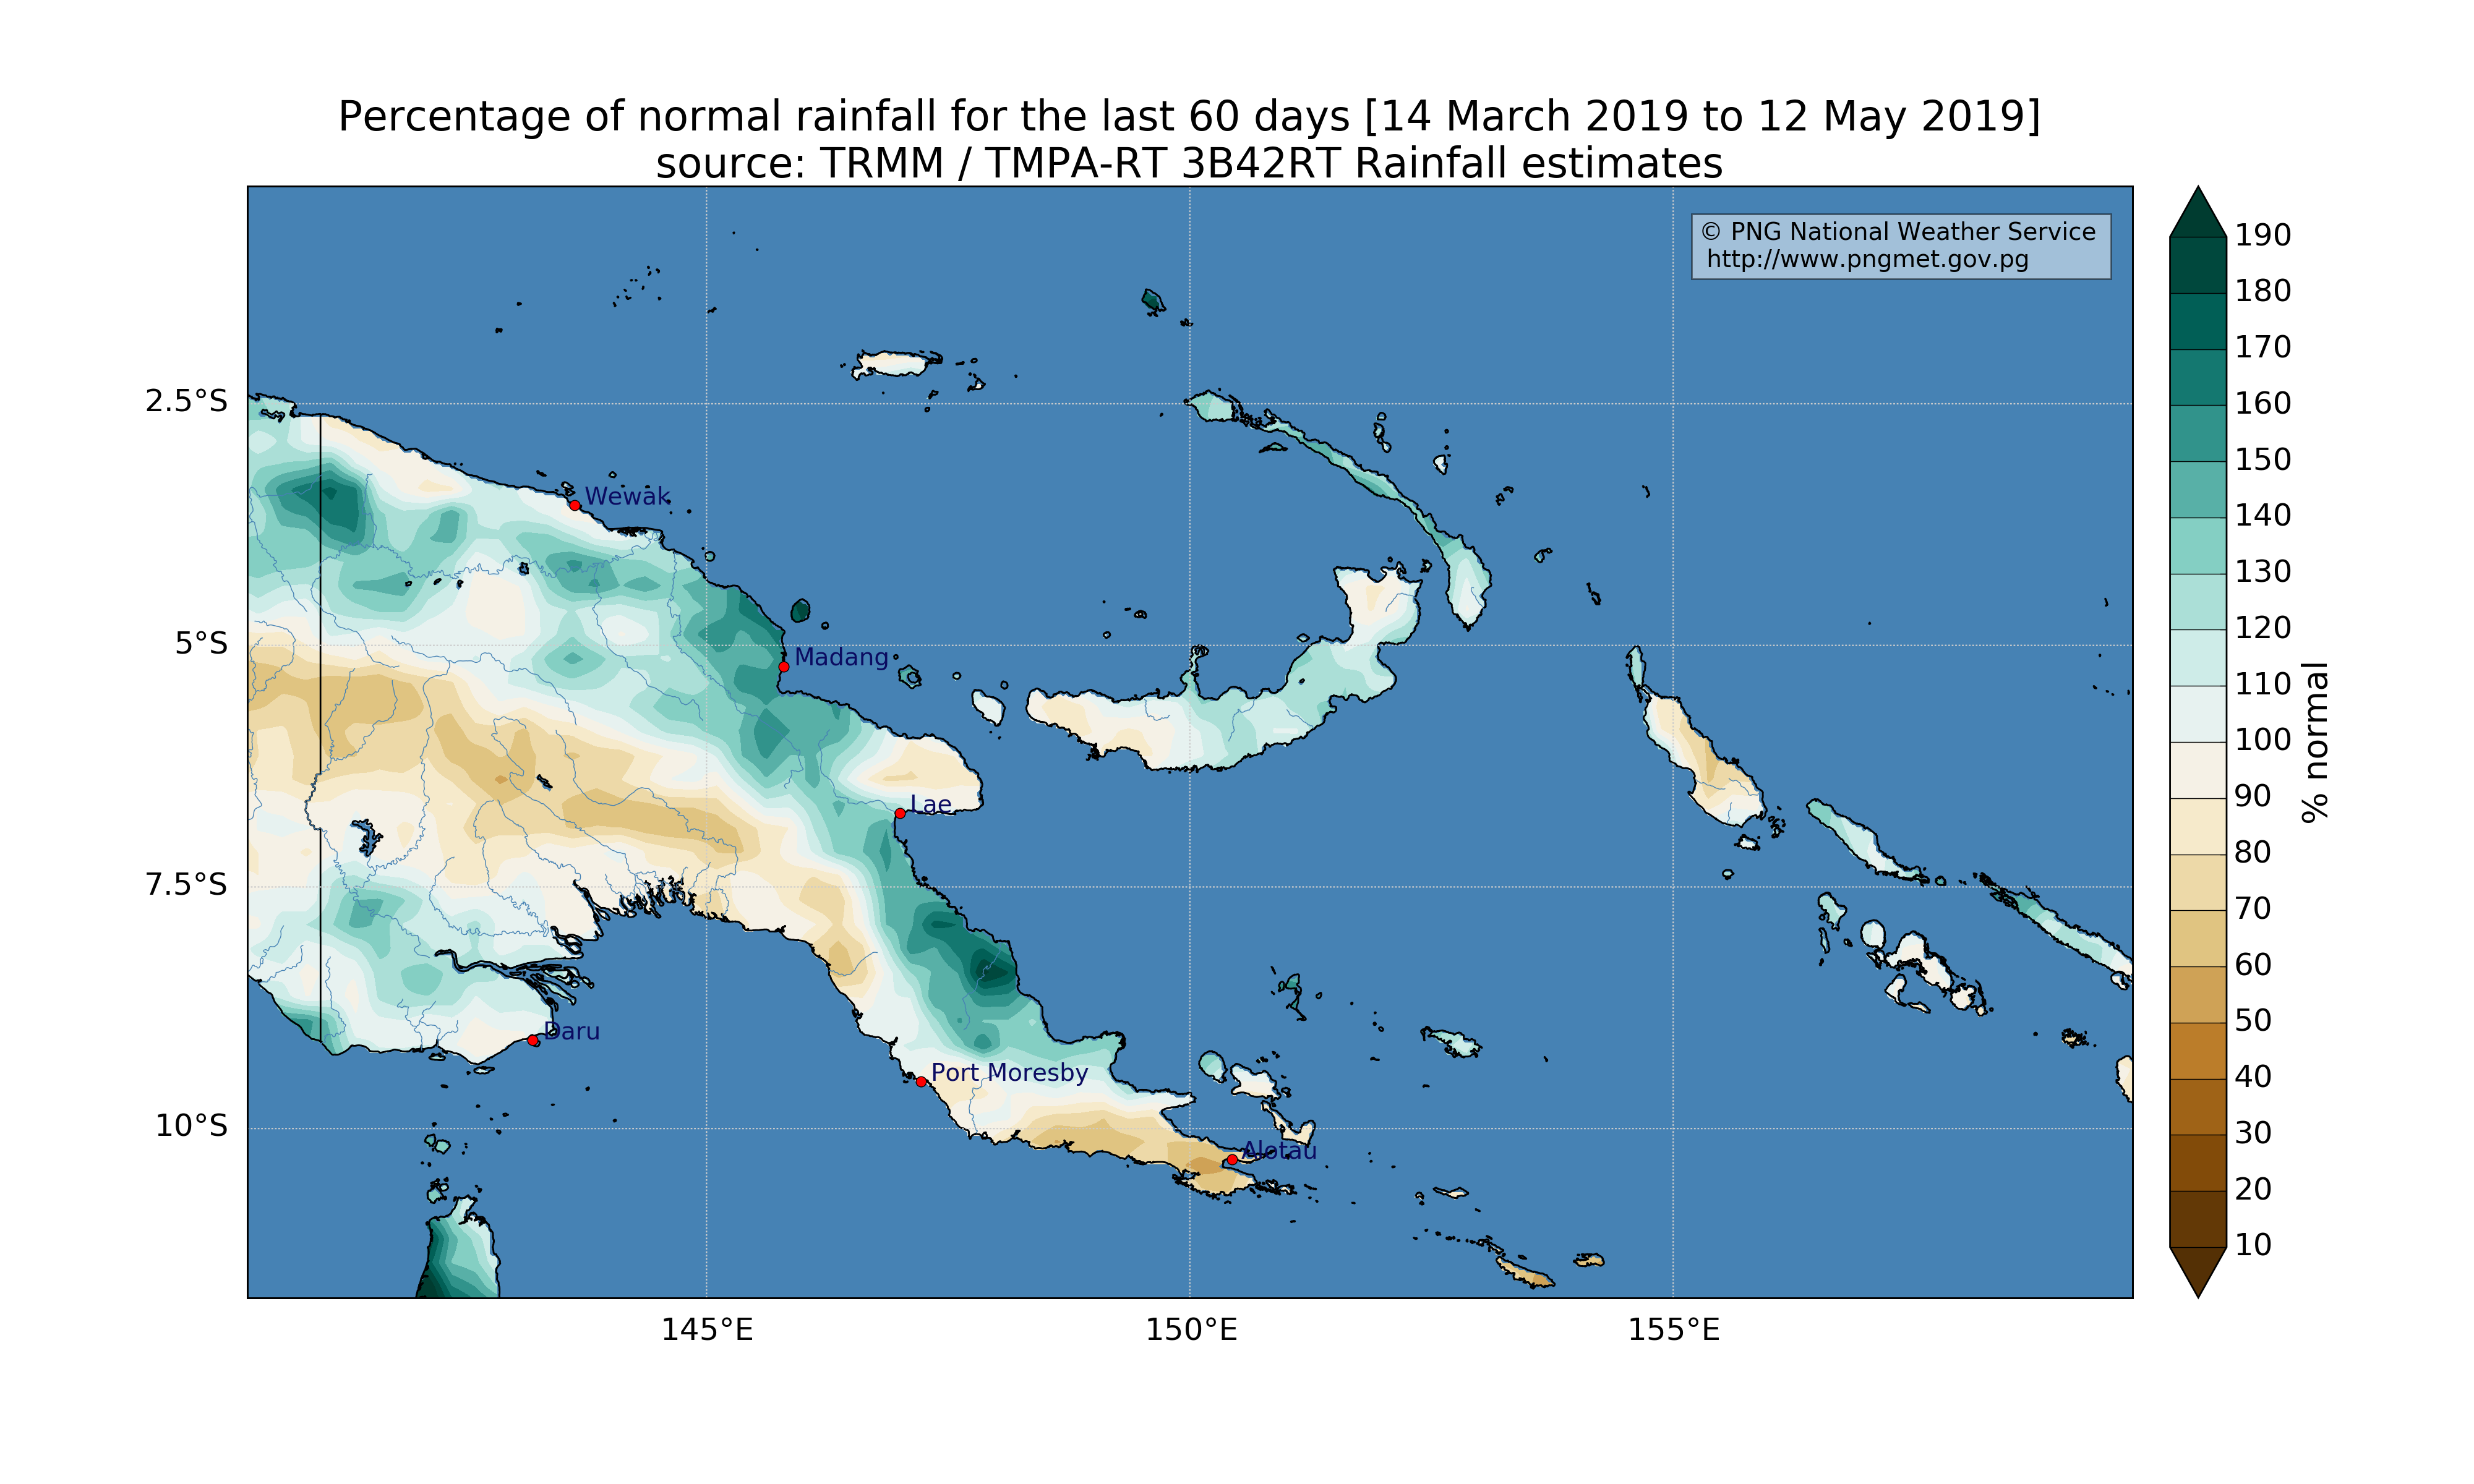 Percentage of normal rainfall for the last 60 days [14 March 2019 to 12 May 2019]
source: TRMM / TMPA-RT 3B42RT Rainfall estimates
© PNG National Weather Service
http://www.pngmet.gov.pg
2.5°S
5°S
7.5°S
10°S
Wewak
Madang
Lae
Daru
Port Moresby
Alotau
145°E
150°E
155°E
190
180
170
160
150
140
130
120
110
100
90
80
70
60
50
40
30
20
10
% normal